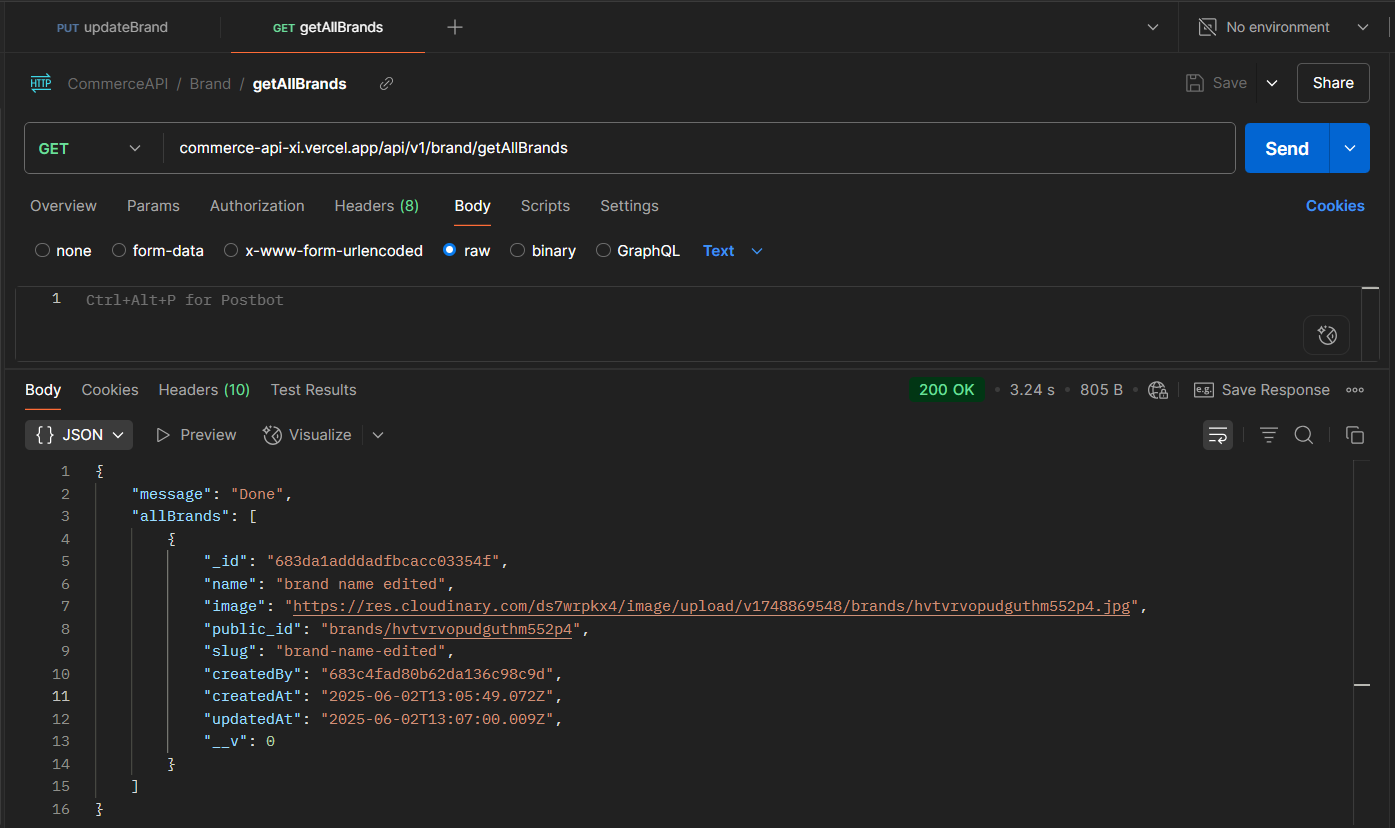 PUT updateBrand GET getAllBrands No environment
HTTP CommerceAPI / Brand / getAllBrands Save Share
GET commerce-api-xi.vercel.app/api/v1/brand/getAllBrands Send
Overview Params Authorization Headers (8) Body Scripts Settings Cookies
none form-data x-www-form-urlencoded raw binary GraphQL Text
1 Ctrl+Alt+P for Postbot
Body Cookies Headers (10) Test Results 200 OK • 3.24 s • 805 B • e.g. Save Response
{} JSON Preview Visualize
1 {
2 "message": "Done",
3 "allBrands": [
4 {
5 "_id": "683da1adddadfbcacc03354f",
6 "name": "brand name edited",
7 "image": "https://res.cloudinary.com/ds7wrpkx4/image/upload/v1748869548/brands/hvtvrvopudguthm552p4.jpg",
8 "public_id": "brands/hvtvrvopudguthm552p4",
9 "slug": "brand-name-edited",
10 "createdBy": "683c4fad80b62da136c98c9d",
11 "createdAt": "2025-06-02T13:05:49.072Z",
12 "updatedAt": "2025-06-02T13:07:00.009Z",
13 "__v": 0
14 }
15 ]
16 }